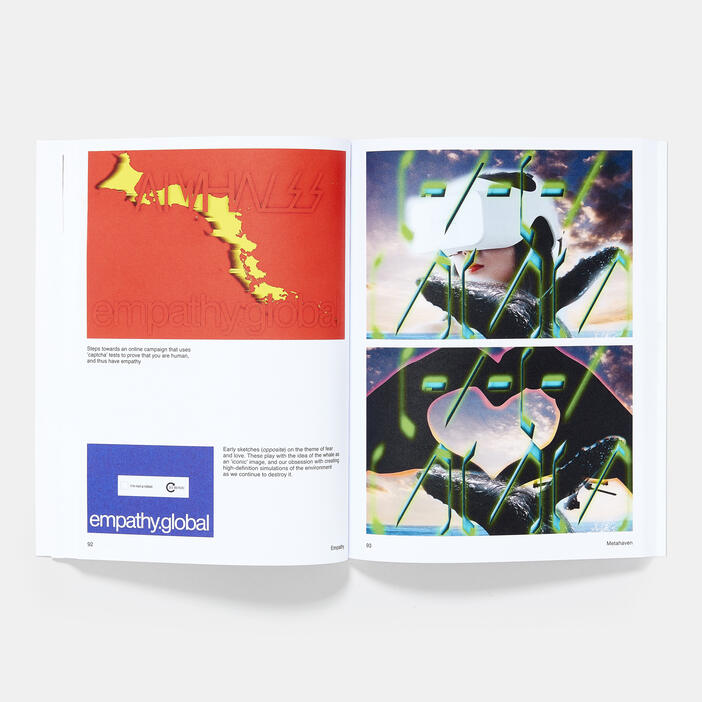 empathy.global
Steps towards an online campaign that uses
'captcha' tests to prove that you are human,
and thus have empathy
Early sketches (opposite) on the theme of fear
and love. These play with the idea of the whale as
an 'iconic' image, and our obsession with creating
high-definition simulations of the environment
as we continue to destroy it.
I'm not a robot
empathy.global
92
Empathy
93
Metahaven